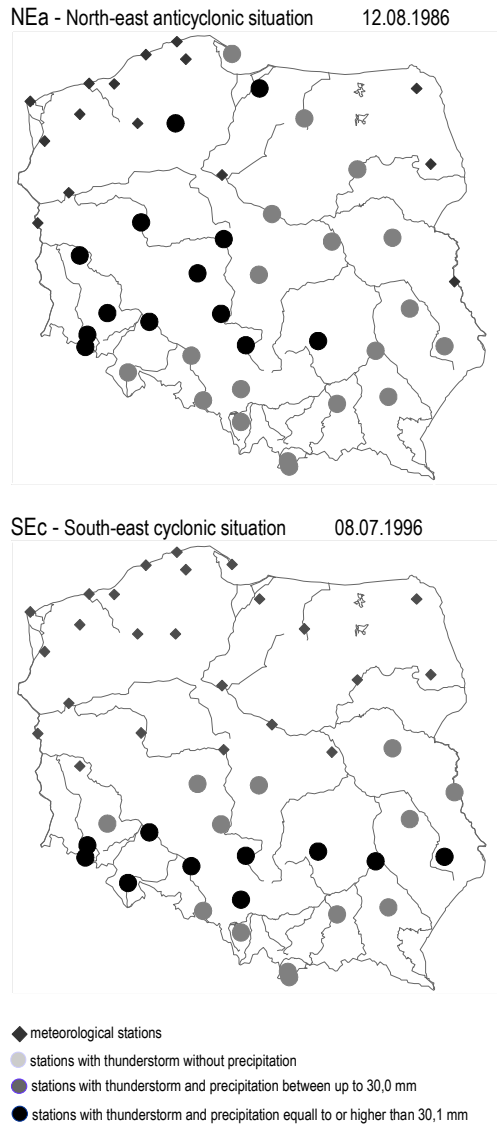 NEa - North-east anticyclonic situation 12.08.1986
SEc - South-east cyclonic situation 08.07.1996
meteorological stations
stations with thunderstorm without precipitation
stations with thunderstorm and precipitation between up to 30,0 mm
stations with thunderstorm and precipitation equall to or higher than 30,1 mm